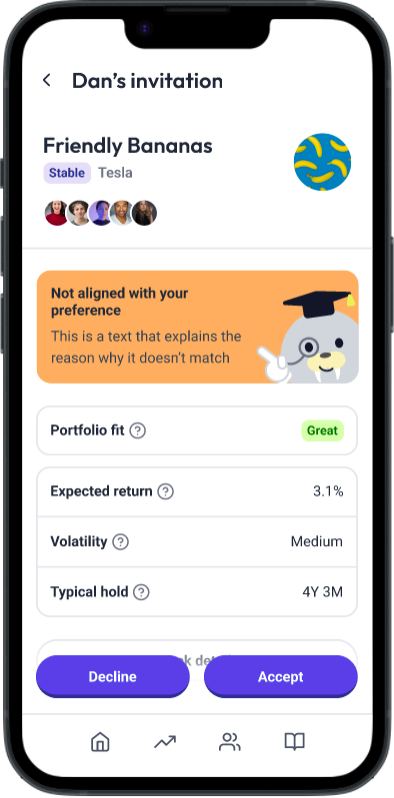 Dan's invitation
Friendly Bananas
Stable Tesla
Not aligned with your
preference
This is a text that explains the
reason why it doesn't match
Portfolio fit
Great
Expected return
3.1%
Volatility
Medium
Typical hold
4Y 3M
Decline
Accept